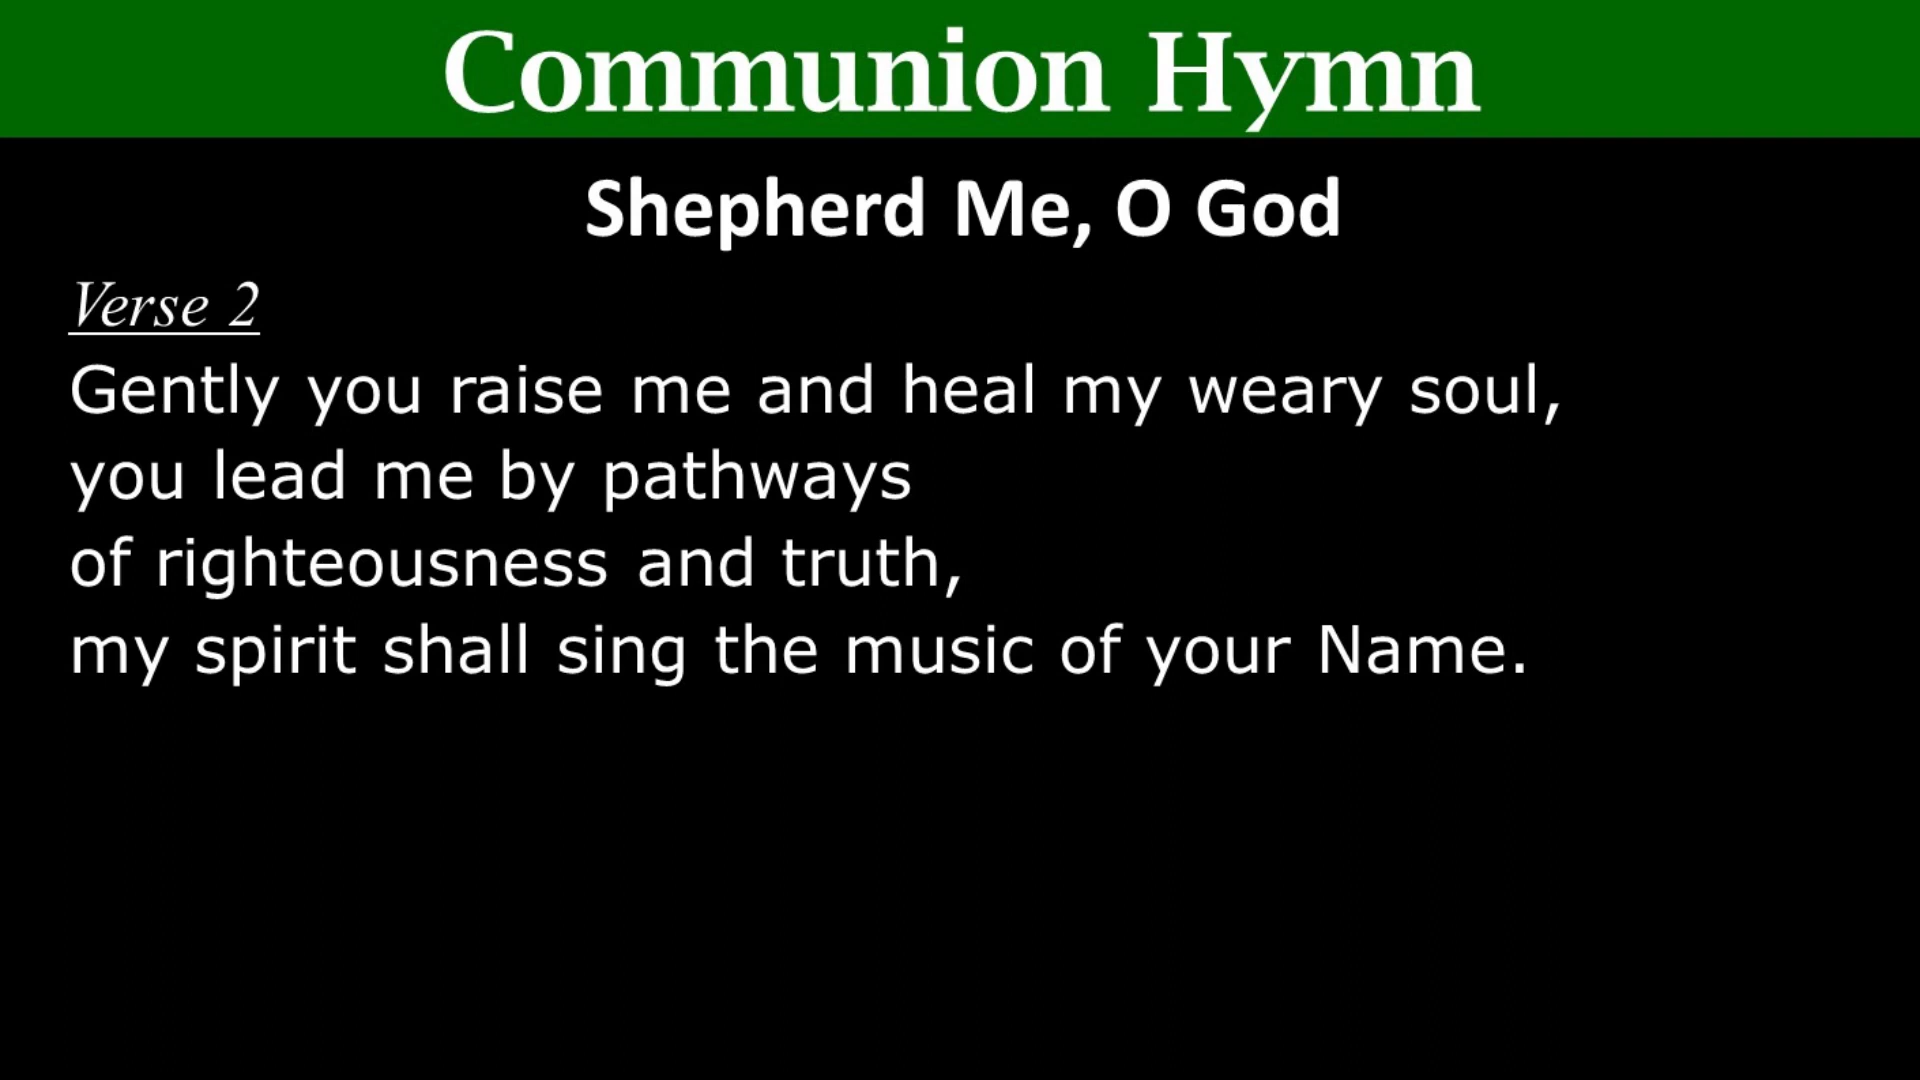 Communion Hymn
Shepherd Me, O God
Verse 2
Gently you raise me and heal my weary soul,
you lead me by pathways
of righteousness and truth,
my spirit shall sing the music of your Name.